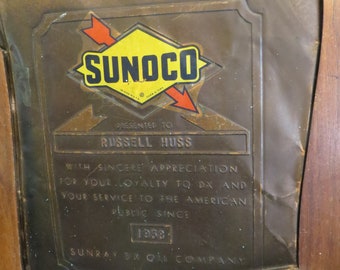 SUNOCO
PRESENTED TO
RUSSELL HUSS
WITH SINCERE APPRECIATION
FOR YOUR LOYALTY TO DX AND
YOUR SERVICE TO THE AMERICAN
PUBLIC SINCE
1958
SUNRAY DX OIL COMPANY